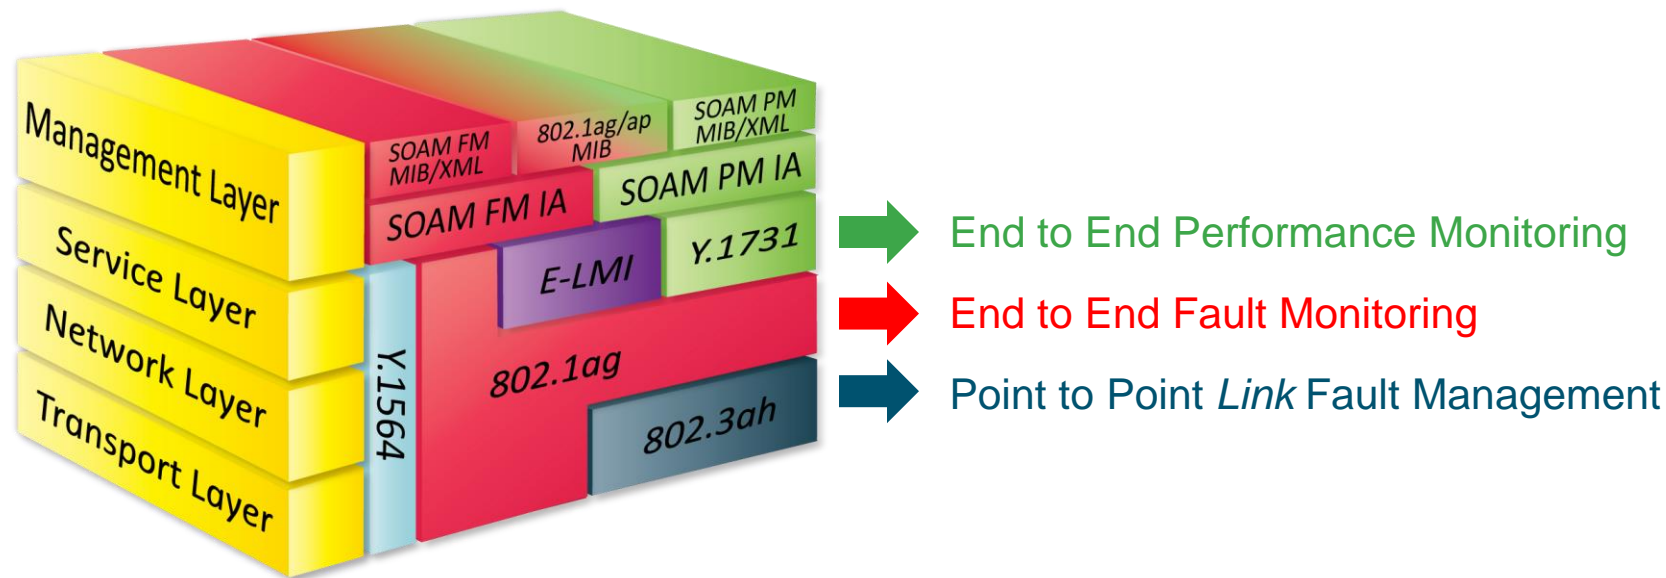 Management Layer
Service Layer
Network Layer
Transport Layer
SOAM FM
MIB/XML
802.1ag/ap
MIB
SOAM PM
MIB/XML
SOAM FM IA
SOAM PM IA
Y.1564
802.1ag
E-LMI
Y.1731
802.3ah
End to End Performance Monitoring
End to End Fault Monitoring
Point to Point Link Fault Management